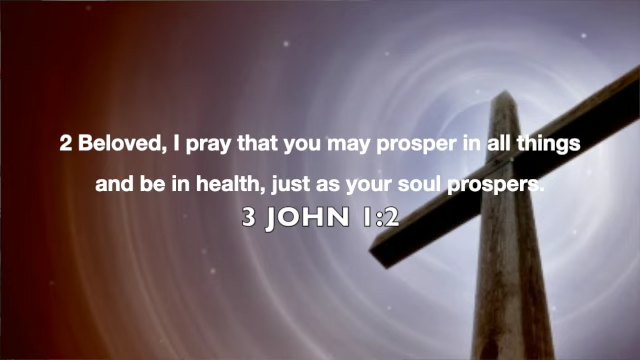 2 Beloved, I pray that you may prosper in all things
and be in health, just as your soul prospers.
3 JOHN 1:2